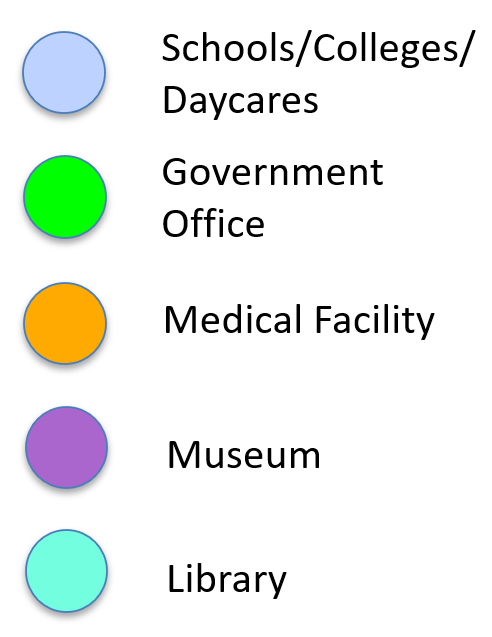 Schools/Colleges/
Daycares
Government
Office
Medical Facility
Museum
Library